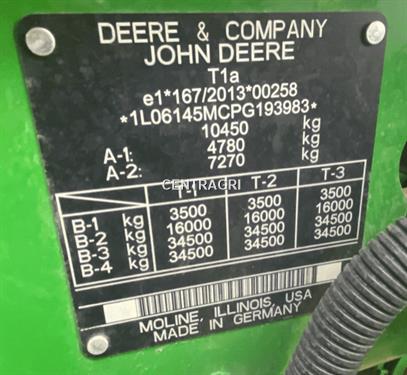 DEERE & COMPANY
JOHN DEERE
T1a
e1*167/2013*00258
*1L06145MCPG193983*
10450 kg
A-1: 4780 kg
A-2: 7270 kg
CENTRAGRI
T-1 T-2 T-3
B-1 kg 3500 3500 3500
B-2 kg 16000 16000 16000
B-3 kg 34500 34500 34500
B-4 kg 34500 34500 34500
MOLINE, ILLINOIS, USA
MADE IN GERMANY